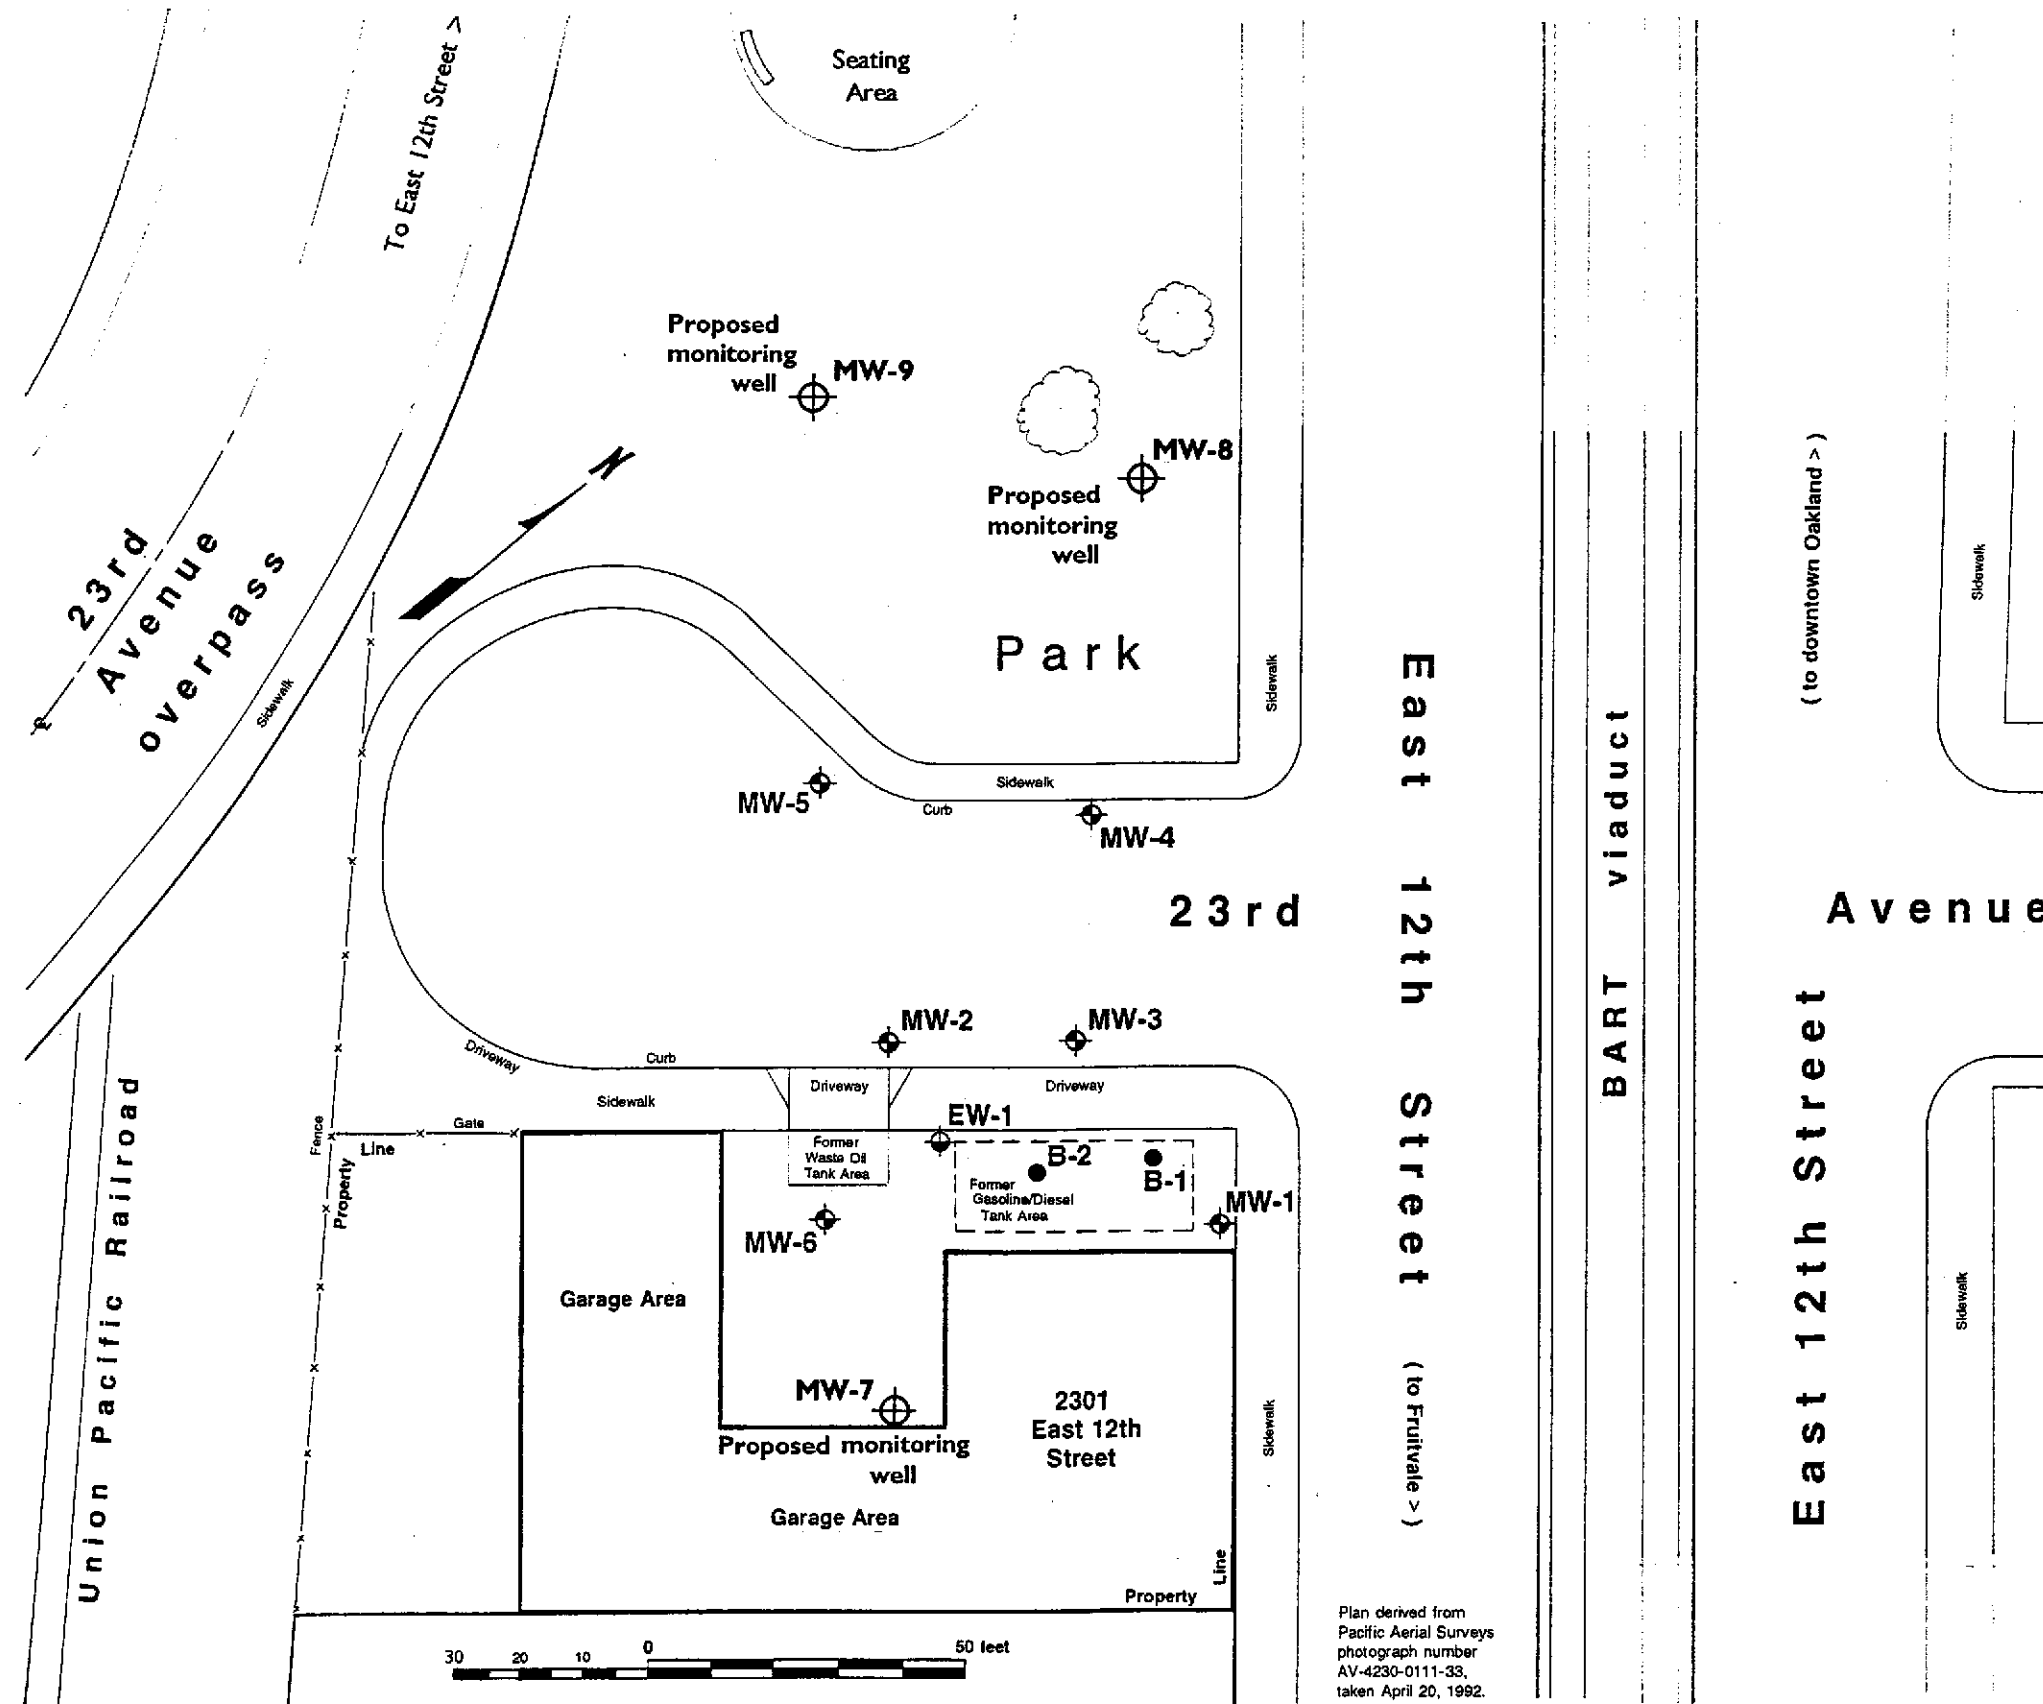 To East 12th Street >
Seating
Area
Proposed
monitoring
well
MW-9
MW-8
Proposed
monitoring
well
N
23rd
Avenue
overpass
Sidewalk
Park
Sidewalk
East 12th Street
BART viaduct
( to downtown Oakland > )
Sidewalk
MW-5
Sidewalk
Curb
MW-4
23rd
Avenue
MW-2
MW-3
Driveway
Curb
Driveway
Driveway
Sidewalk
EW-1
Gate
Fence
Line
Property
Former
Waste Oil
Tank Area
B-2
B-1
Former
Gasoline/Diesel
Tank Area
MW-1
MW-6
Union Pacific Railroad
Garage Area
MW-7
Proposed monitoring
well
2301
East 12th
Street
Sidewalk
( to Fruitvale > )
East 12th Street
Sidewalk
Garage Area
Line
Property
30 20 10 0 50 feet
Plan derived from
Pacific Aerial Surveys
photograph number
AV-4230-0111-33,
taken April 20, 1992.